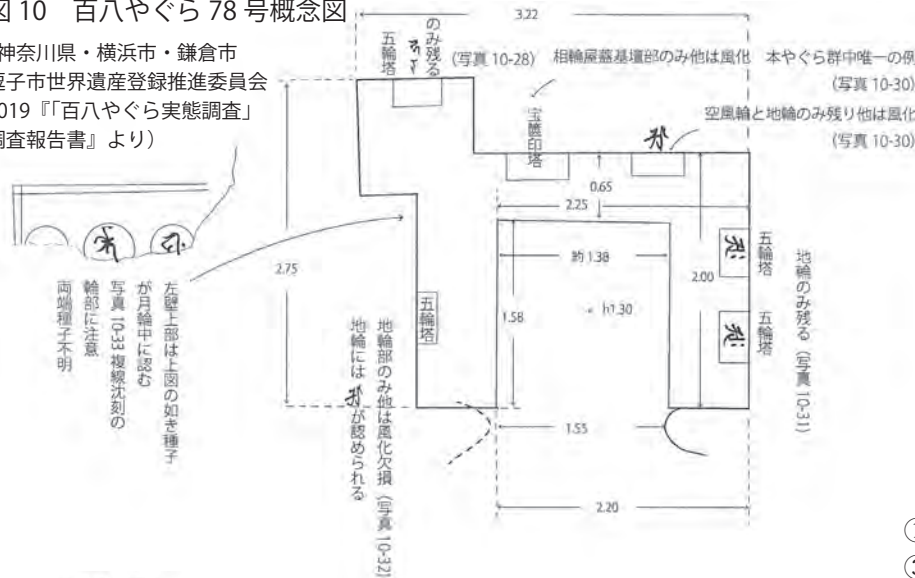 図 10 百八やぐら 78 号概念図
神奈川県・横浜市・鎌倉市
逗子市世界遺産登録推進委員会
2019『「百八やぐら実態調査」
調査報告書』より）
3.22
五輪塔
のみ残る
(写真 10-28)
相輪屋蓋基壇部のみ他は風化 本やぐら群中唯一の例
(写真 10-30)
宝篋印塔
空風輪と地輪のみ残り他は風化
(写真 10-30)
0.65
2.25
2.75
約 1.38
2.00
1.58
h1.30
五輪塔
五輪塔
地輪のみ残る（写真 10-31）
五輪塔
左壁上部は上図の如き種子
が月輪中に認む
写真 10-33 複線沈刻の
輪部に注意
両端種子不明
地輪部のみ他は風化欠損（写真 10-32）
地輪には
が認められる
1.55
2.20